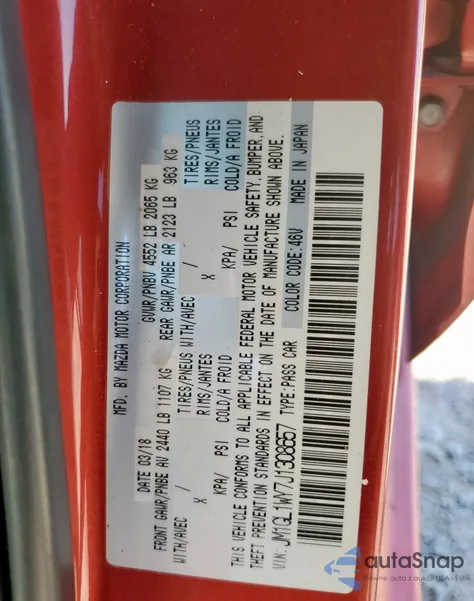 MFD. BY MAZDA MOTOR CORPORATION
DATE 03/18 GVWR/PNBV 4552 LB 2065 KG
FRONT GAWR/PNBE AV 2440 LB 1107 KG REAR GAWR/PNBE AR 2123 LB 963 KG
WITH/AVEC TIRES/PNEUS WITH/AVEC TIRES/PNEUS
/ X RIMS/JANTES / X RIMS/JANTES
KPA/ PSI COLD/A FROID KPA/ PSI COLD/A FROID
THIS VEHICLE CONFORMS TO ALL APPLICABLE FEDERAL MOTOR VEHICLE SAFETY, BUMPER, AND
THEFT PREVENTION STANDARDS IN EFFECT ON THE DATE OF MANUFACTURE SHOWN ABOVE.
VIN: JM1GL1WY7J1308657 TYPE:PASS CAR COLOR CODE:46V MADE IN JAPAN
autoSnap